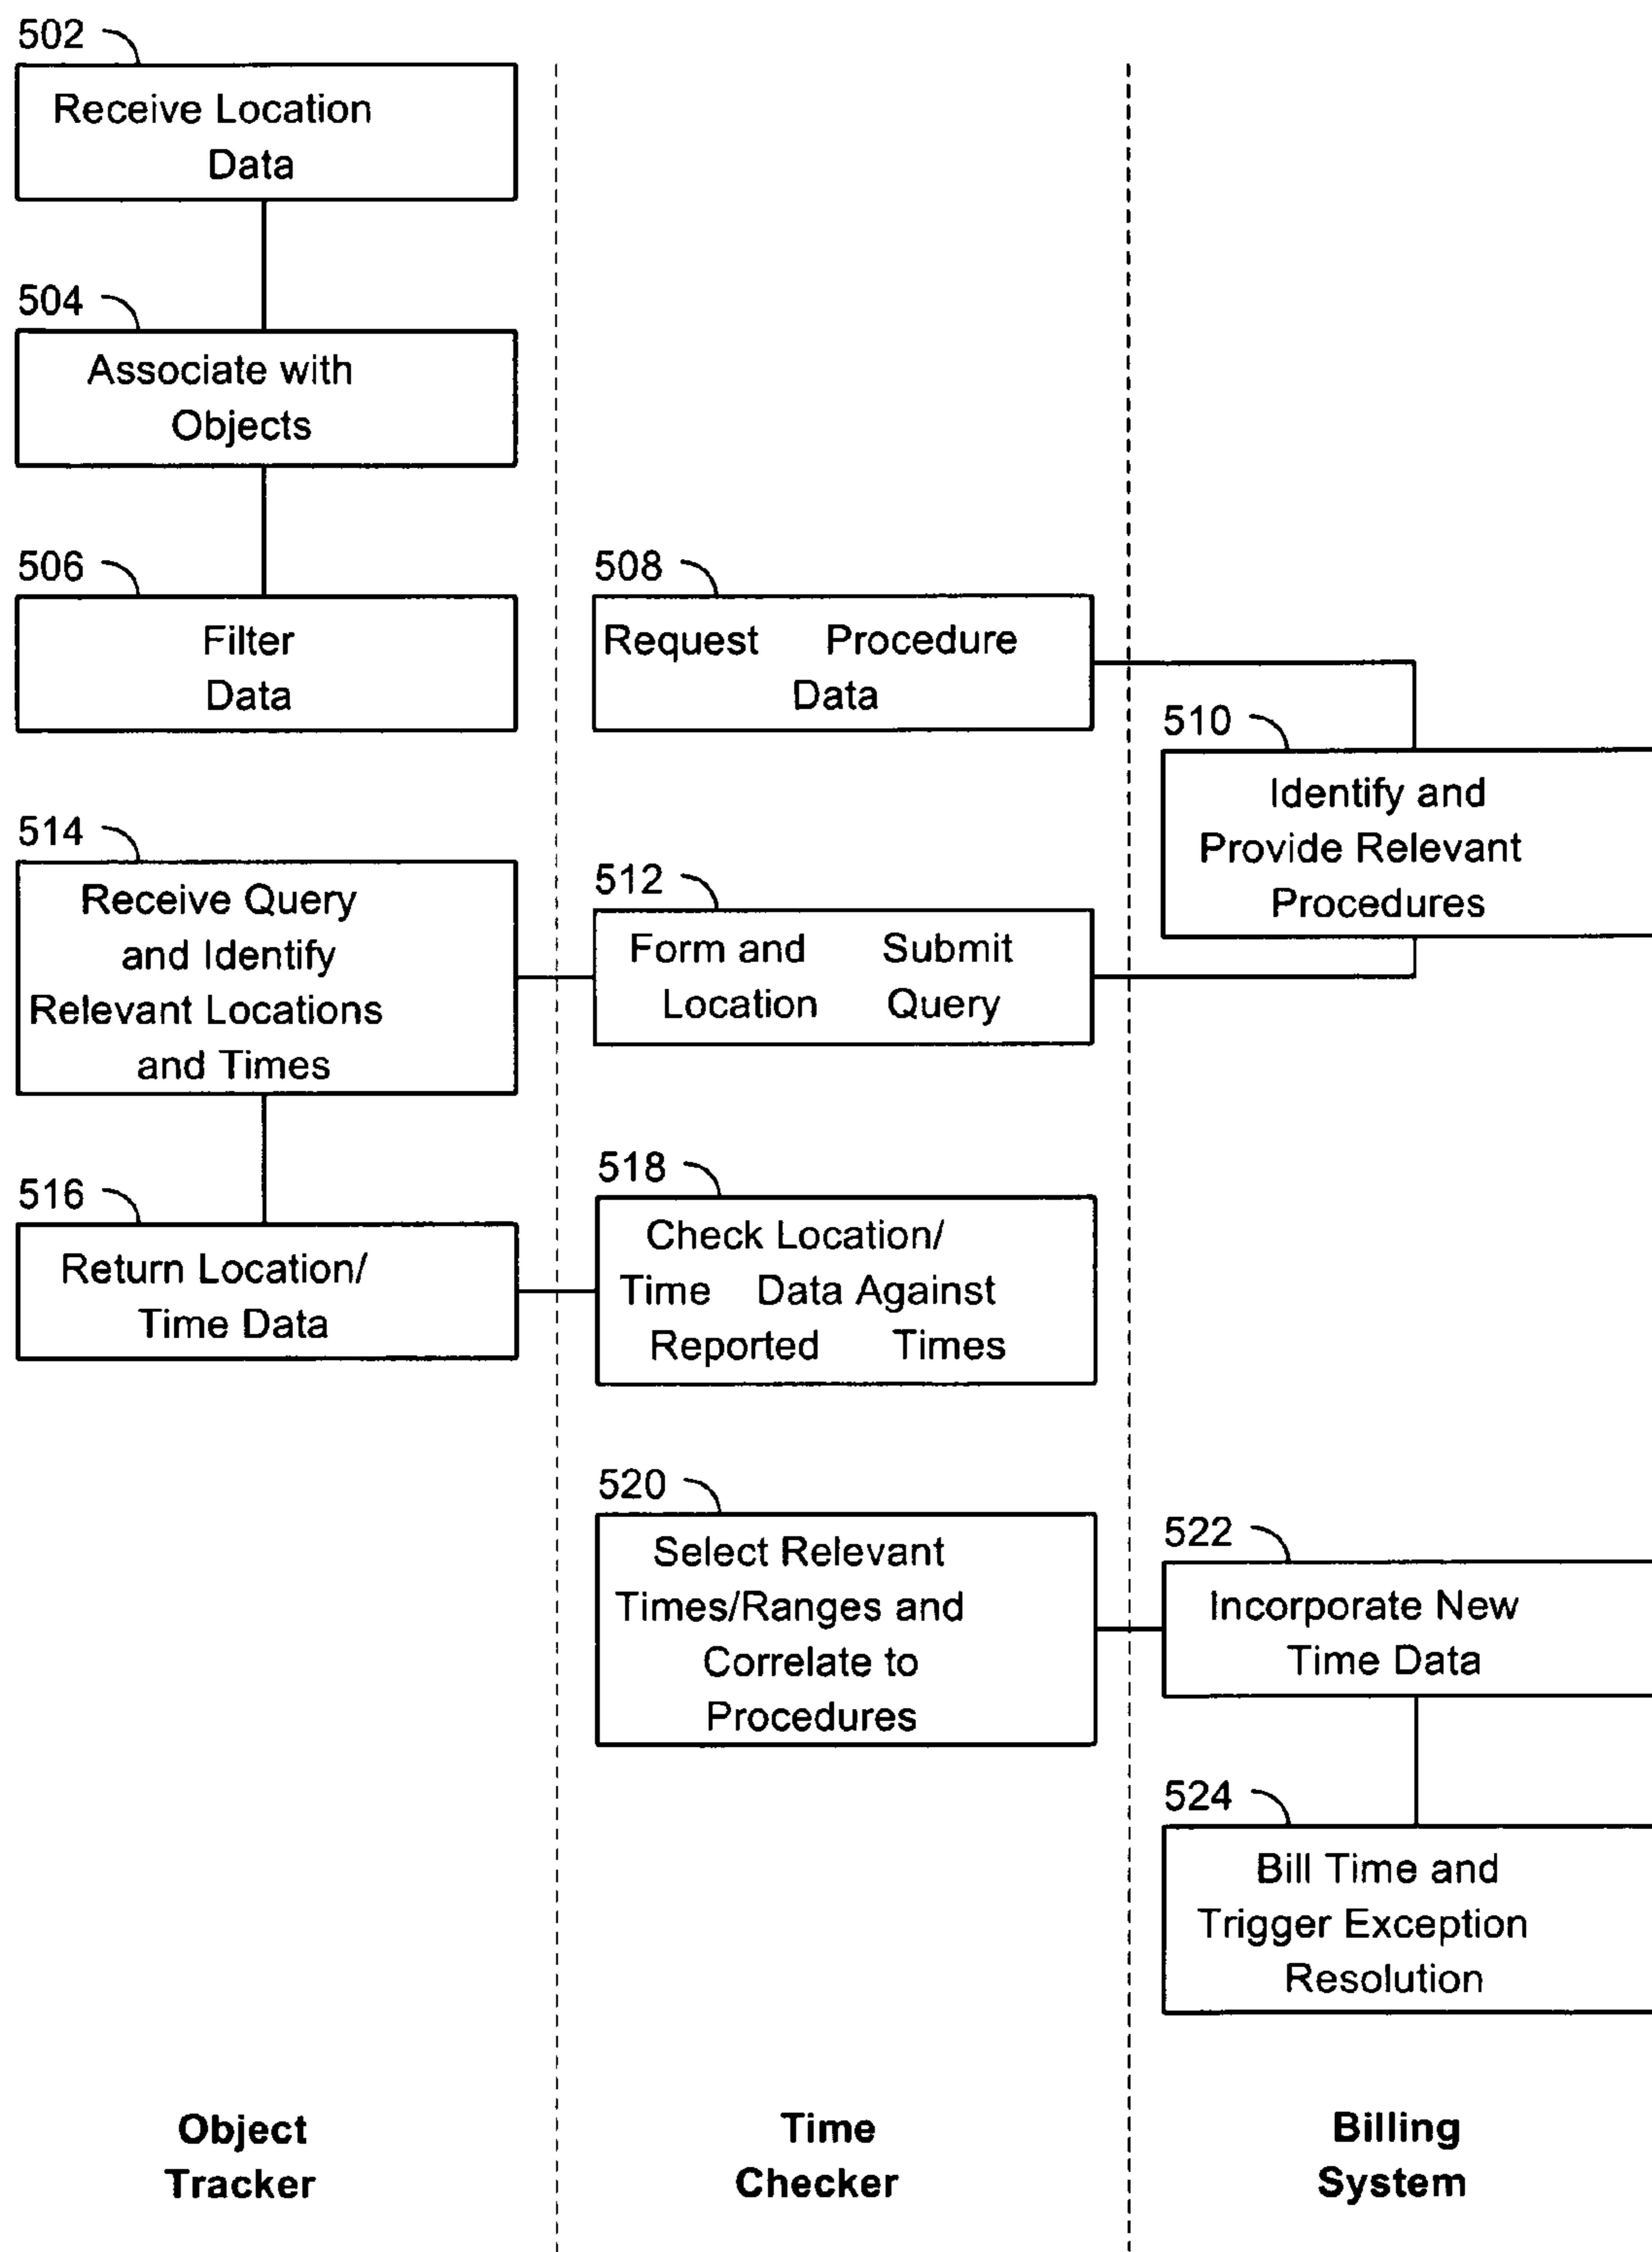 502
Receive Location
Data
504
Associate with
Objects
506
Filter
Data
508
Request Procedure
Data
510
Identify and
Provide Relevant
Procedures
512
Form and Submit
Location Query
514
Receive Query
and Identify
Relevant Locations
and Times
516
Return Location/
Time Data
518
Check Location/
Time Data Against
Reported Times
520
Select Relevant
Times/Ranges and
Correlate to
Procedures
522
Incorporate New
Time Data
524
Bill Time and
Trigger Exception
Resolution
Object
Tracker
Time
Checker
Billing
System